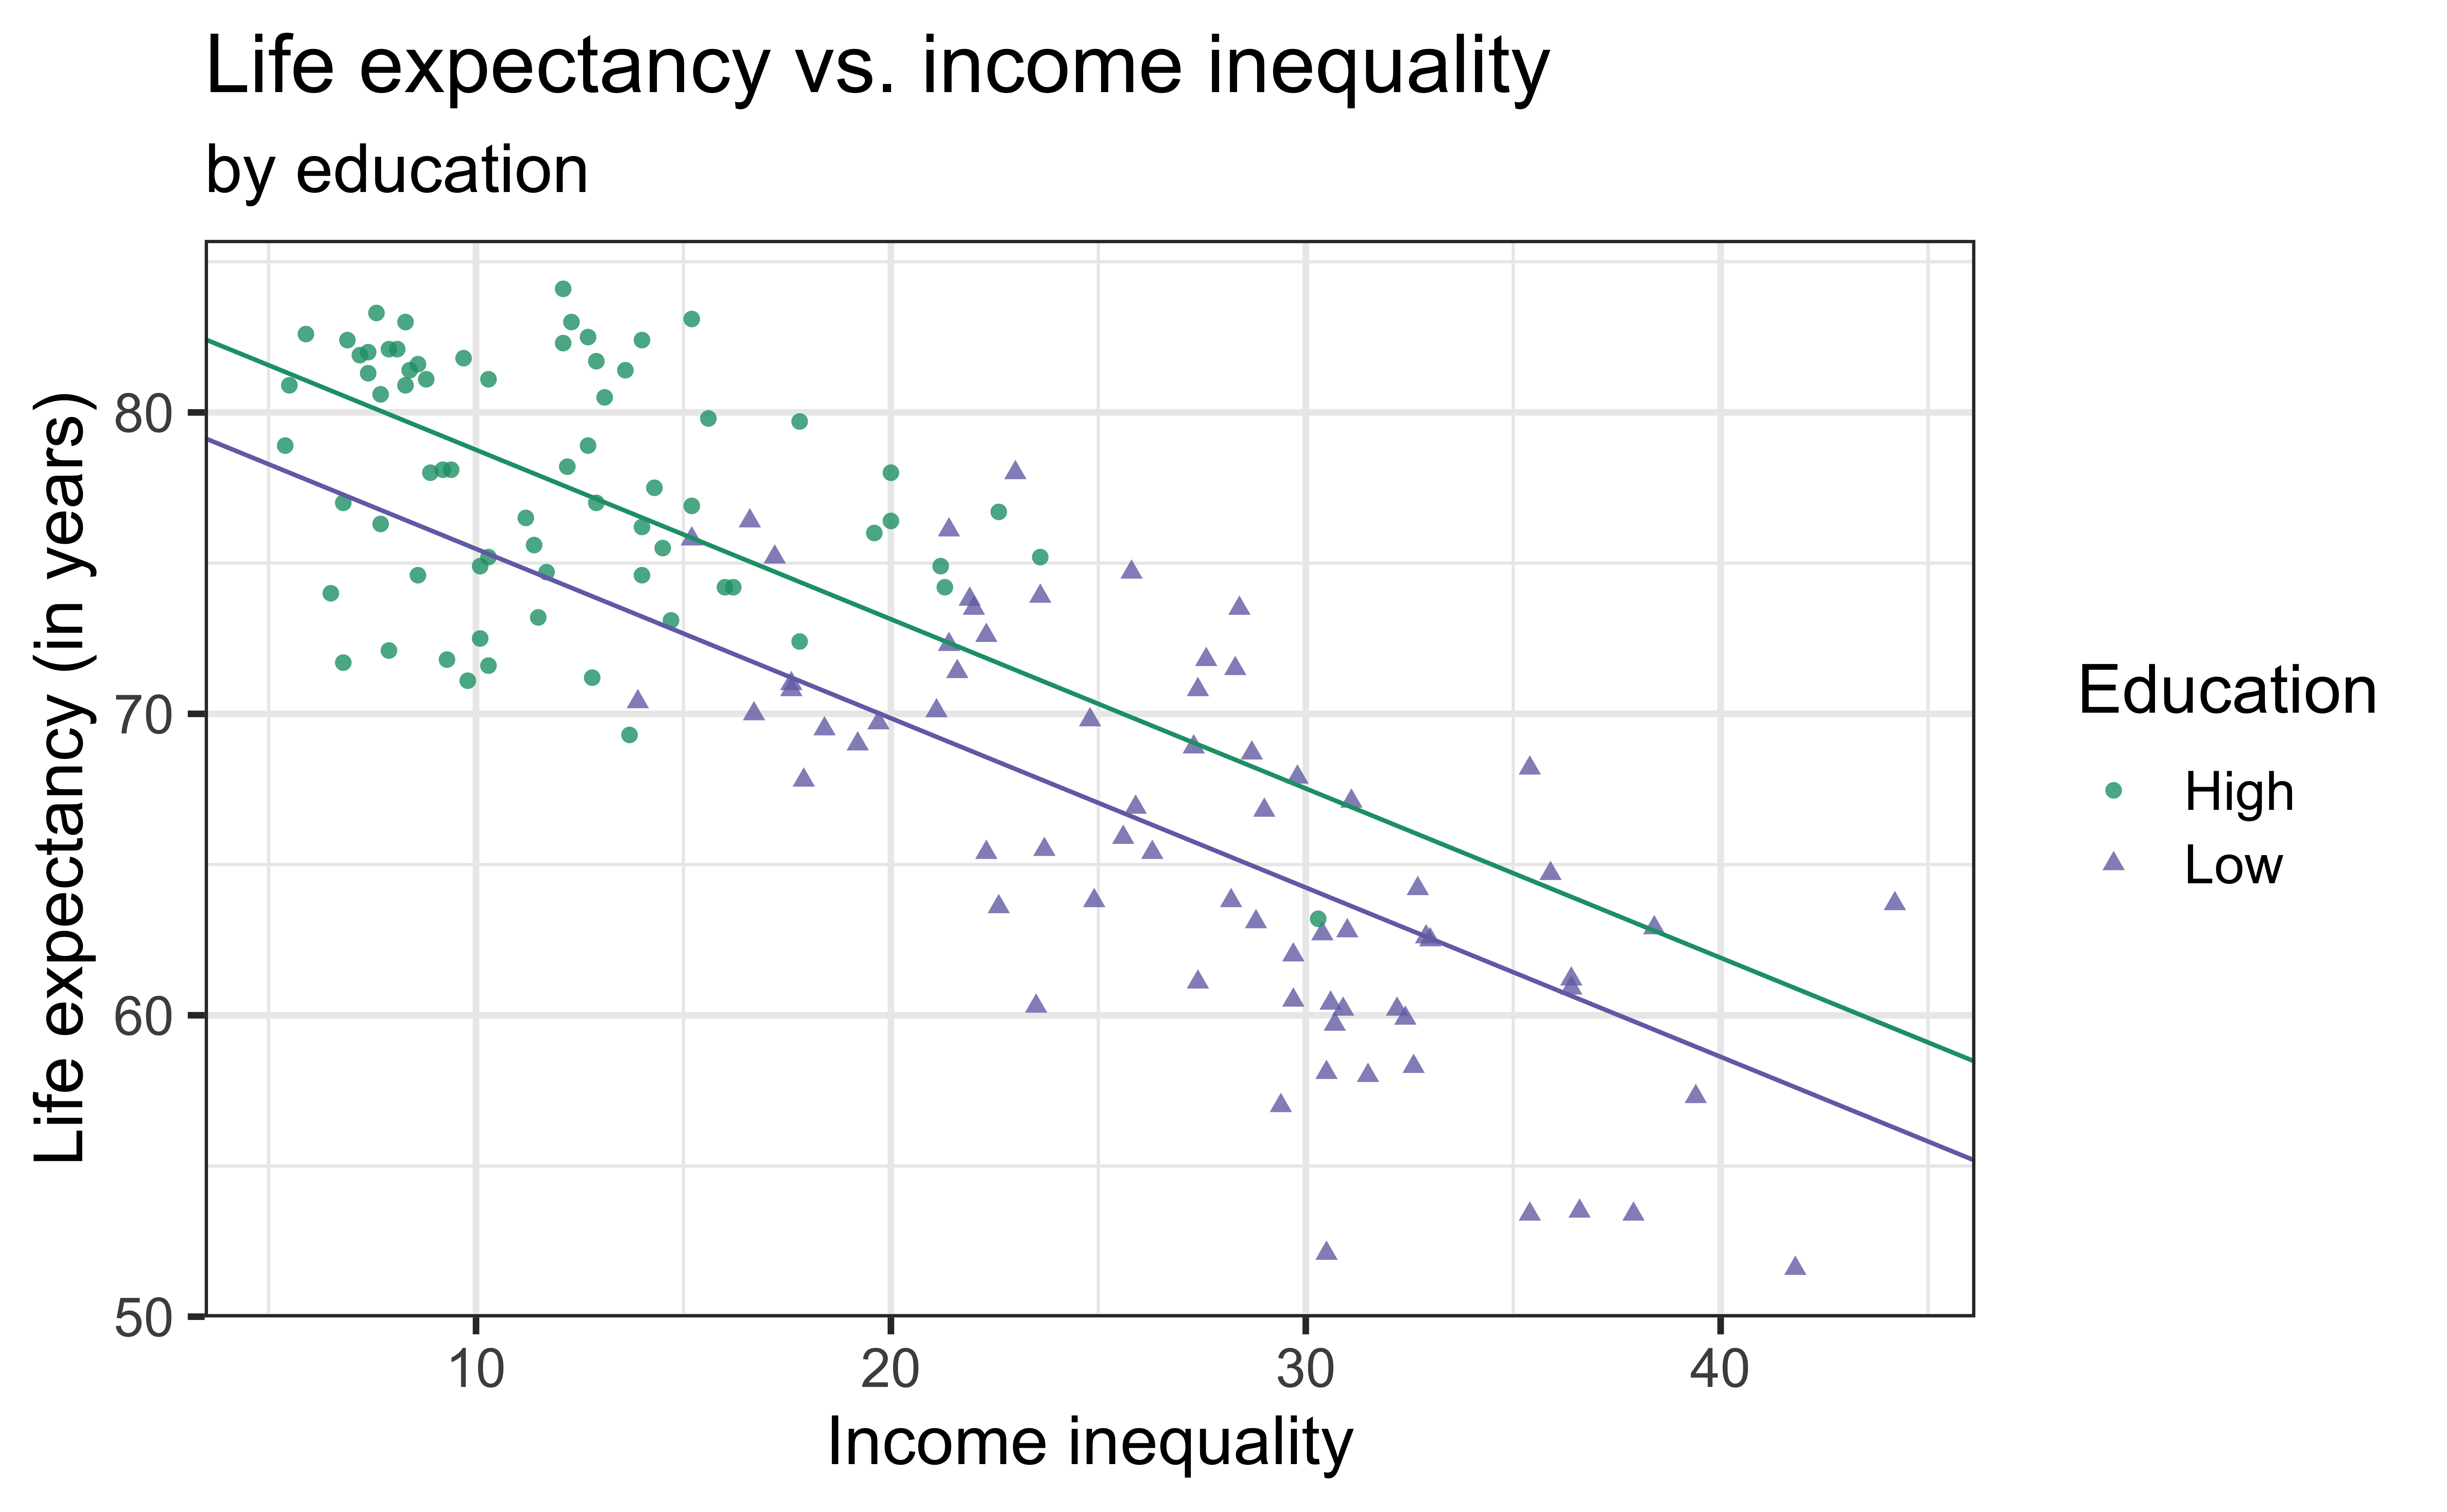 Life expectancy vs. income inequality
by education
Life expectancy (in years)
80
70
60
50
10 20 30 40
Income inequality
Education
High
Low